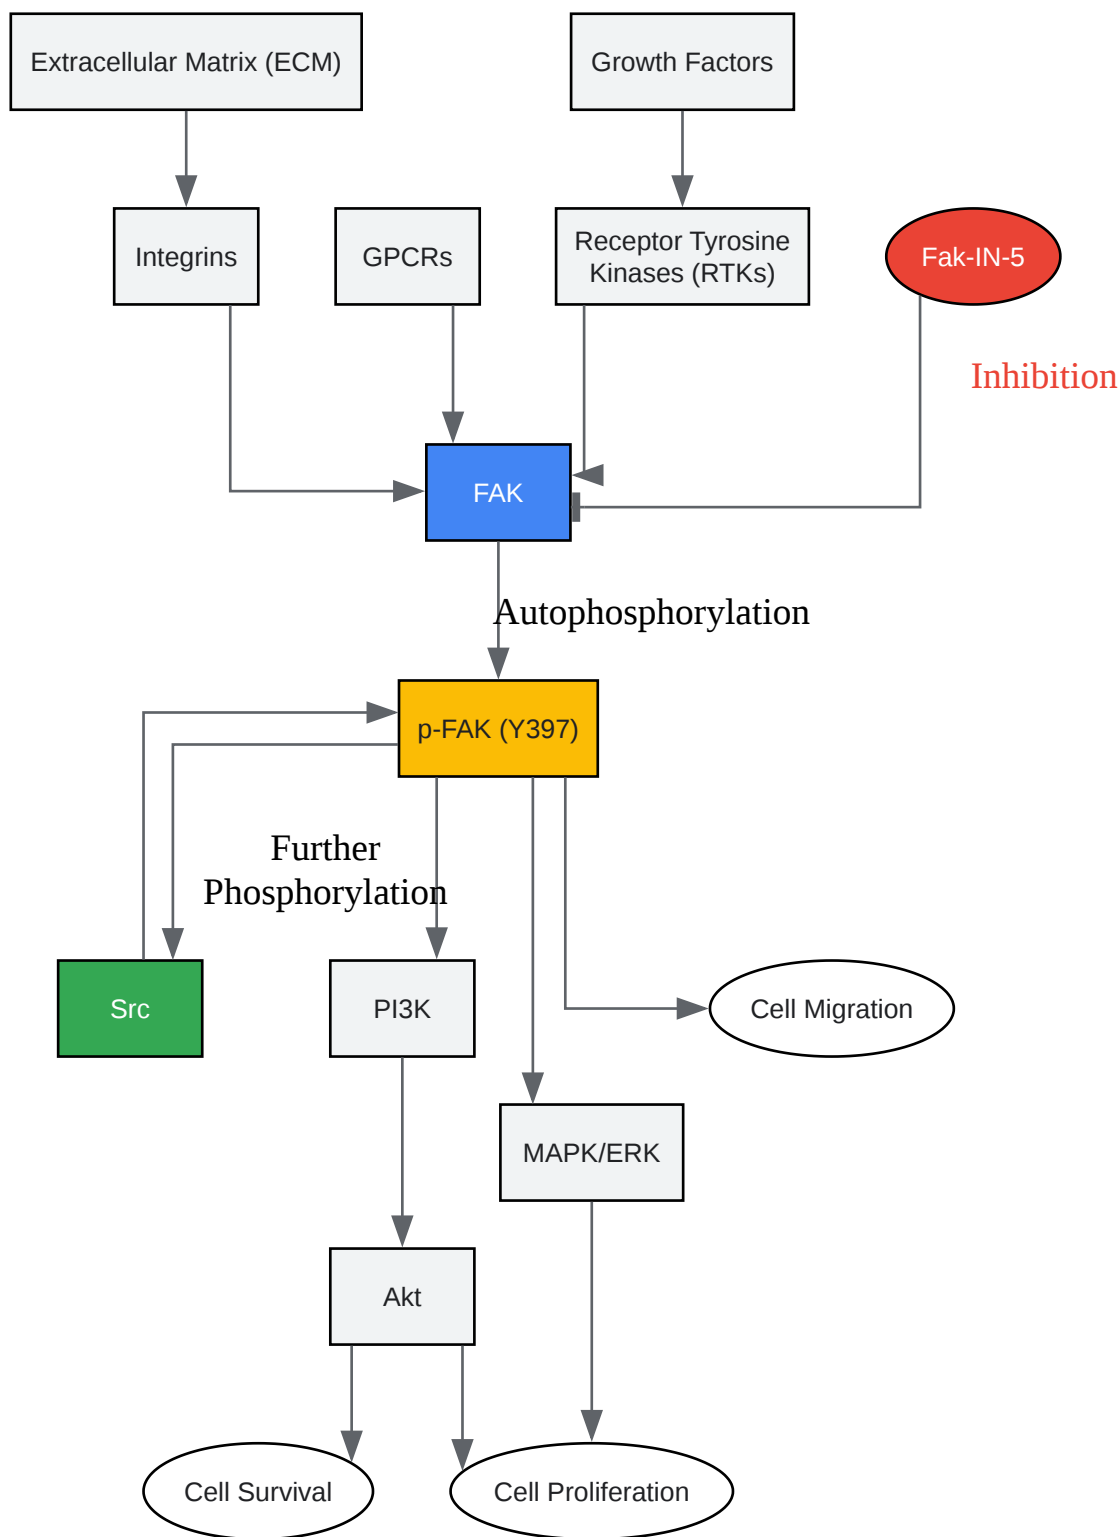 Extracellular Matrix (ECM)
Growth Factors
Integrins
GPCRs
Receptor Tyrosine
Kinases (RTKs)
Fak-IN-5
Inhibition
FAK
Autophosphorylation
p-FAK (Y397)
Further
Phosphorylation
Src
PI3K
Cell Migration
MAPK/ERK
Akt
Cell Survival
Cell Proliferation